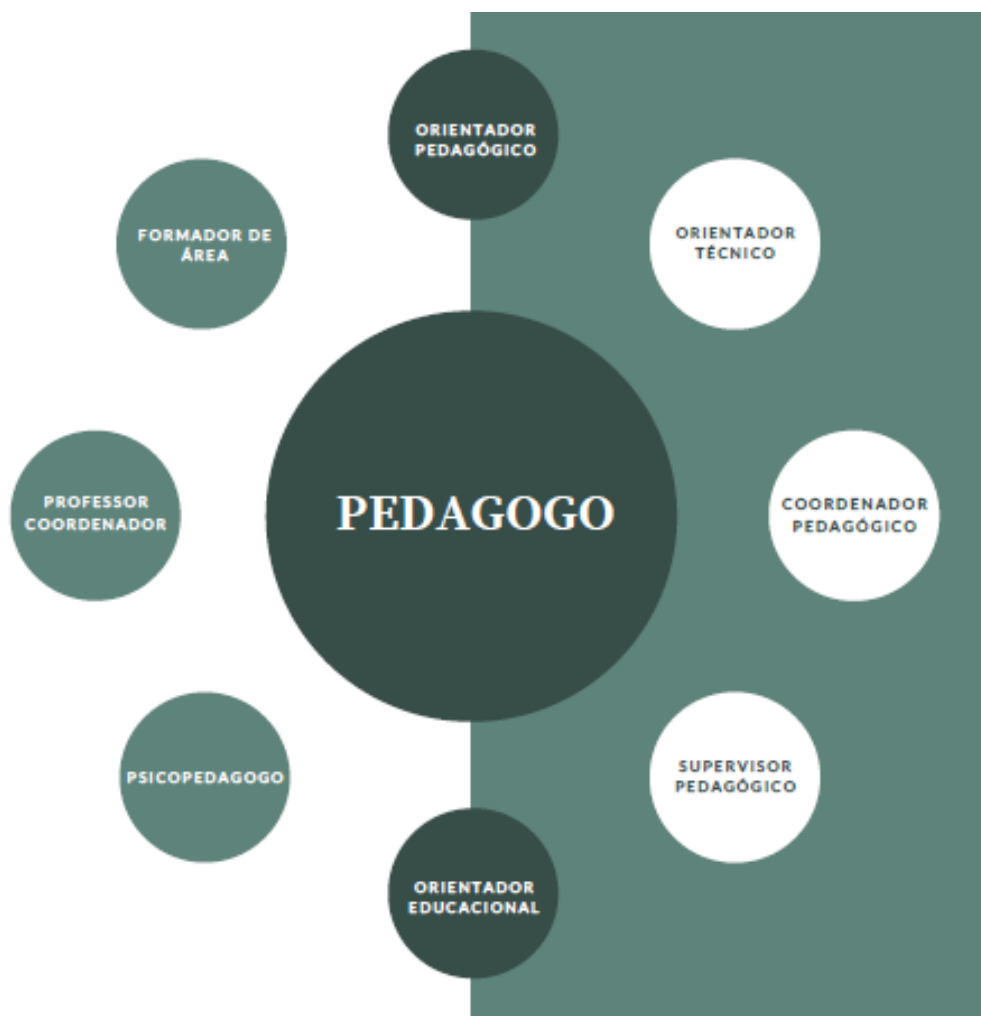 ORIENTADOR
PEDAGÓGICO
FORMADOR DE
ÁREA
ORIENTADOR
TÉCNICO
PEDAGOGO
PROFESSOR
COORDENADOR
COORDENADOR
PEDAGÓGICO
PSICOPEDAGOGO
SUPERVISOR
PEDAGÓGICO
ORIENTADOR
EDUCACIONAL